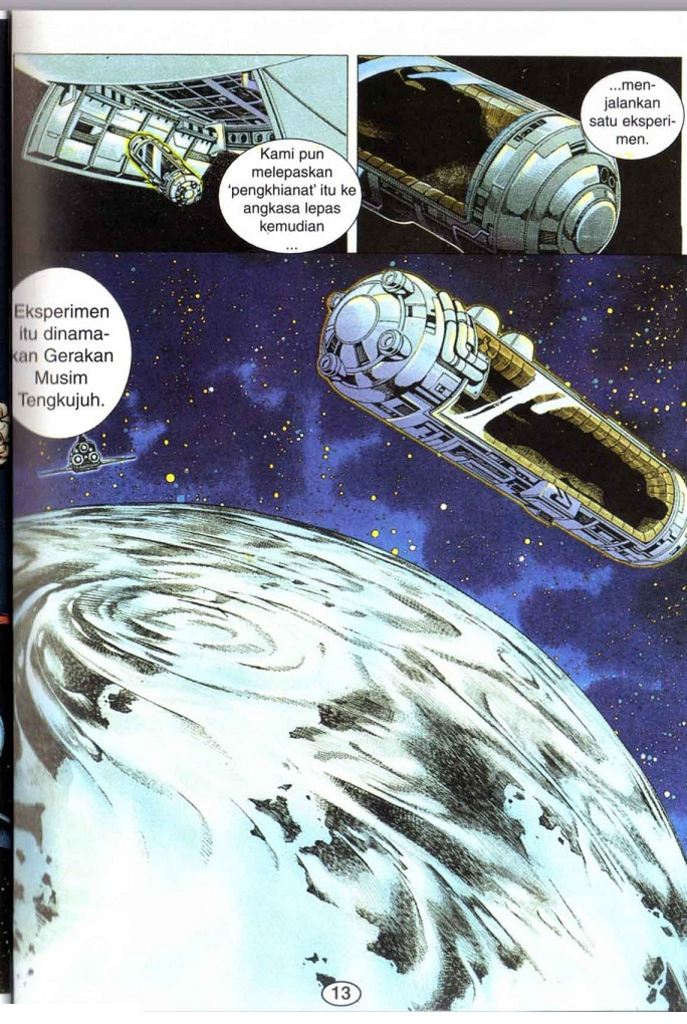 Kami pun
melepaskan
'pengkhianat' itu ke
angkasa lepas
kemudian
...
...men-
jalankan
satu eksperi-
men.
Eksperimen
itu dinama-
kan Gerakan
Musim
Tengkujuh.
13